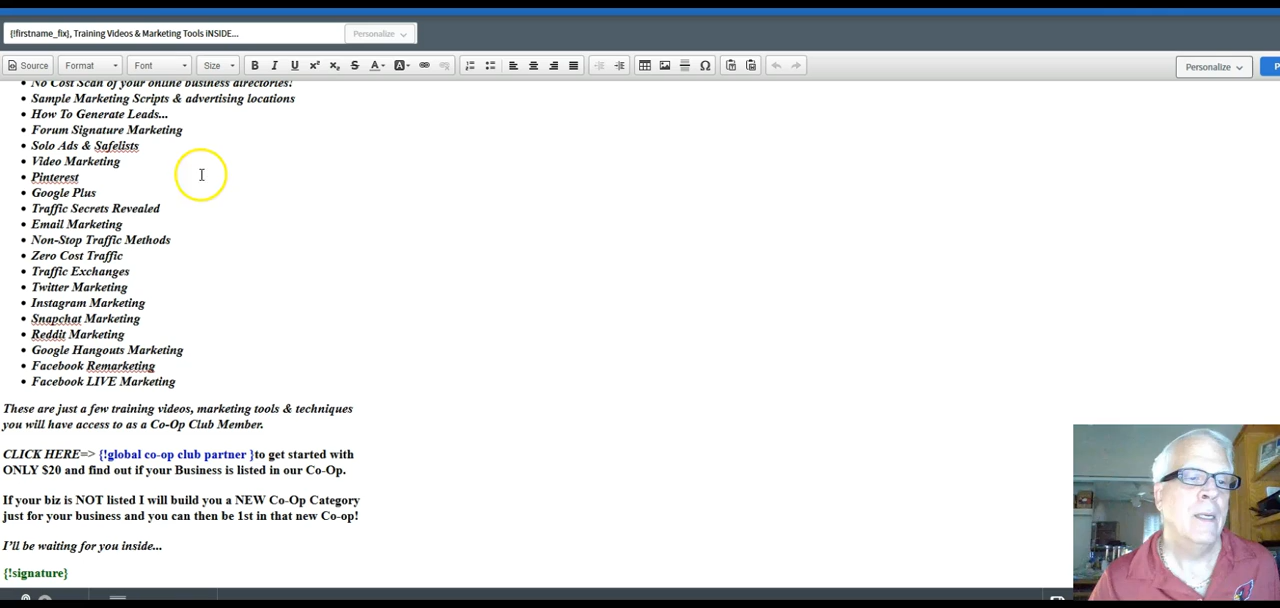 {!firstname_fix}, Training Videos & Marketing Tools INSIDE...
Personalize
Source
Format
Font
Size
B I U S
Personalize
No Cost Scan of your online business directories!
Sample Marketing Scripts & advertising locations
How To Generate Leads...
Forum Signature Marketing
Solo Ads & Safelists
Video Marketing
Pinterest
Google Plus
Traffic Secrets Revealed
Email Marketing
Non-Stop Traffic Methods
Zero Cost Traffic
Traffic Exchanges
Twitter Marketing
Instagram Marketing
Snapchat Marketing
Reddit Marketing
Google Hangouts Marketing
Facebook Remarketing
Facebook LIVE Marketing
These are just a few training videos, marketing tools & techniques
you will have access to as a Co-Op Club Member.
CLICK HERE=> {!global co-op club partner }to get started with
ONLY $20 and find out if your Business is listed in our Co-Op.
If your biz is NOT listed I will build you a NEW Co-Op Category
just for your business and you can then be 1st in that new Co-op!
I'll be waiting for you inside...
{!signature}